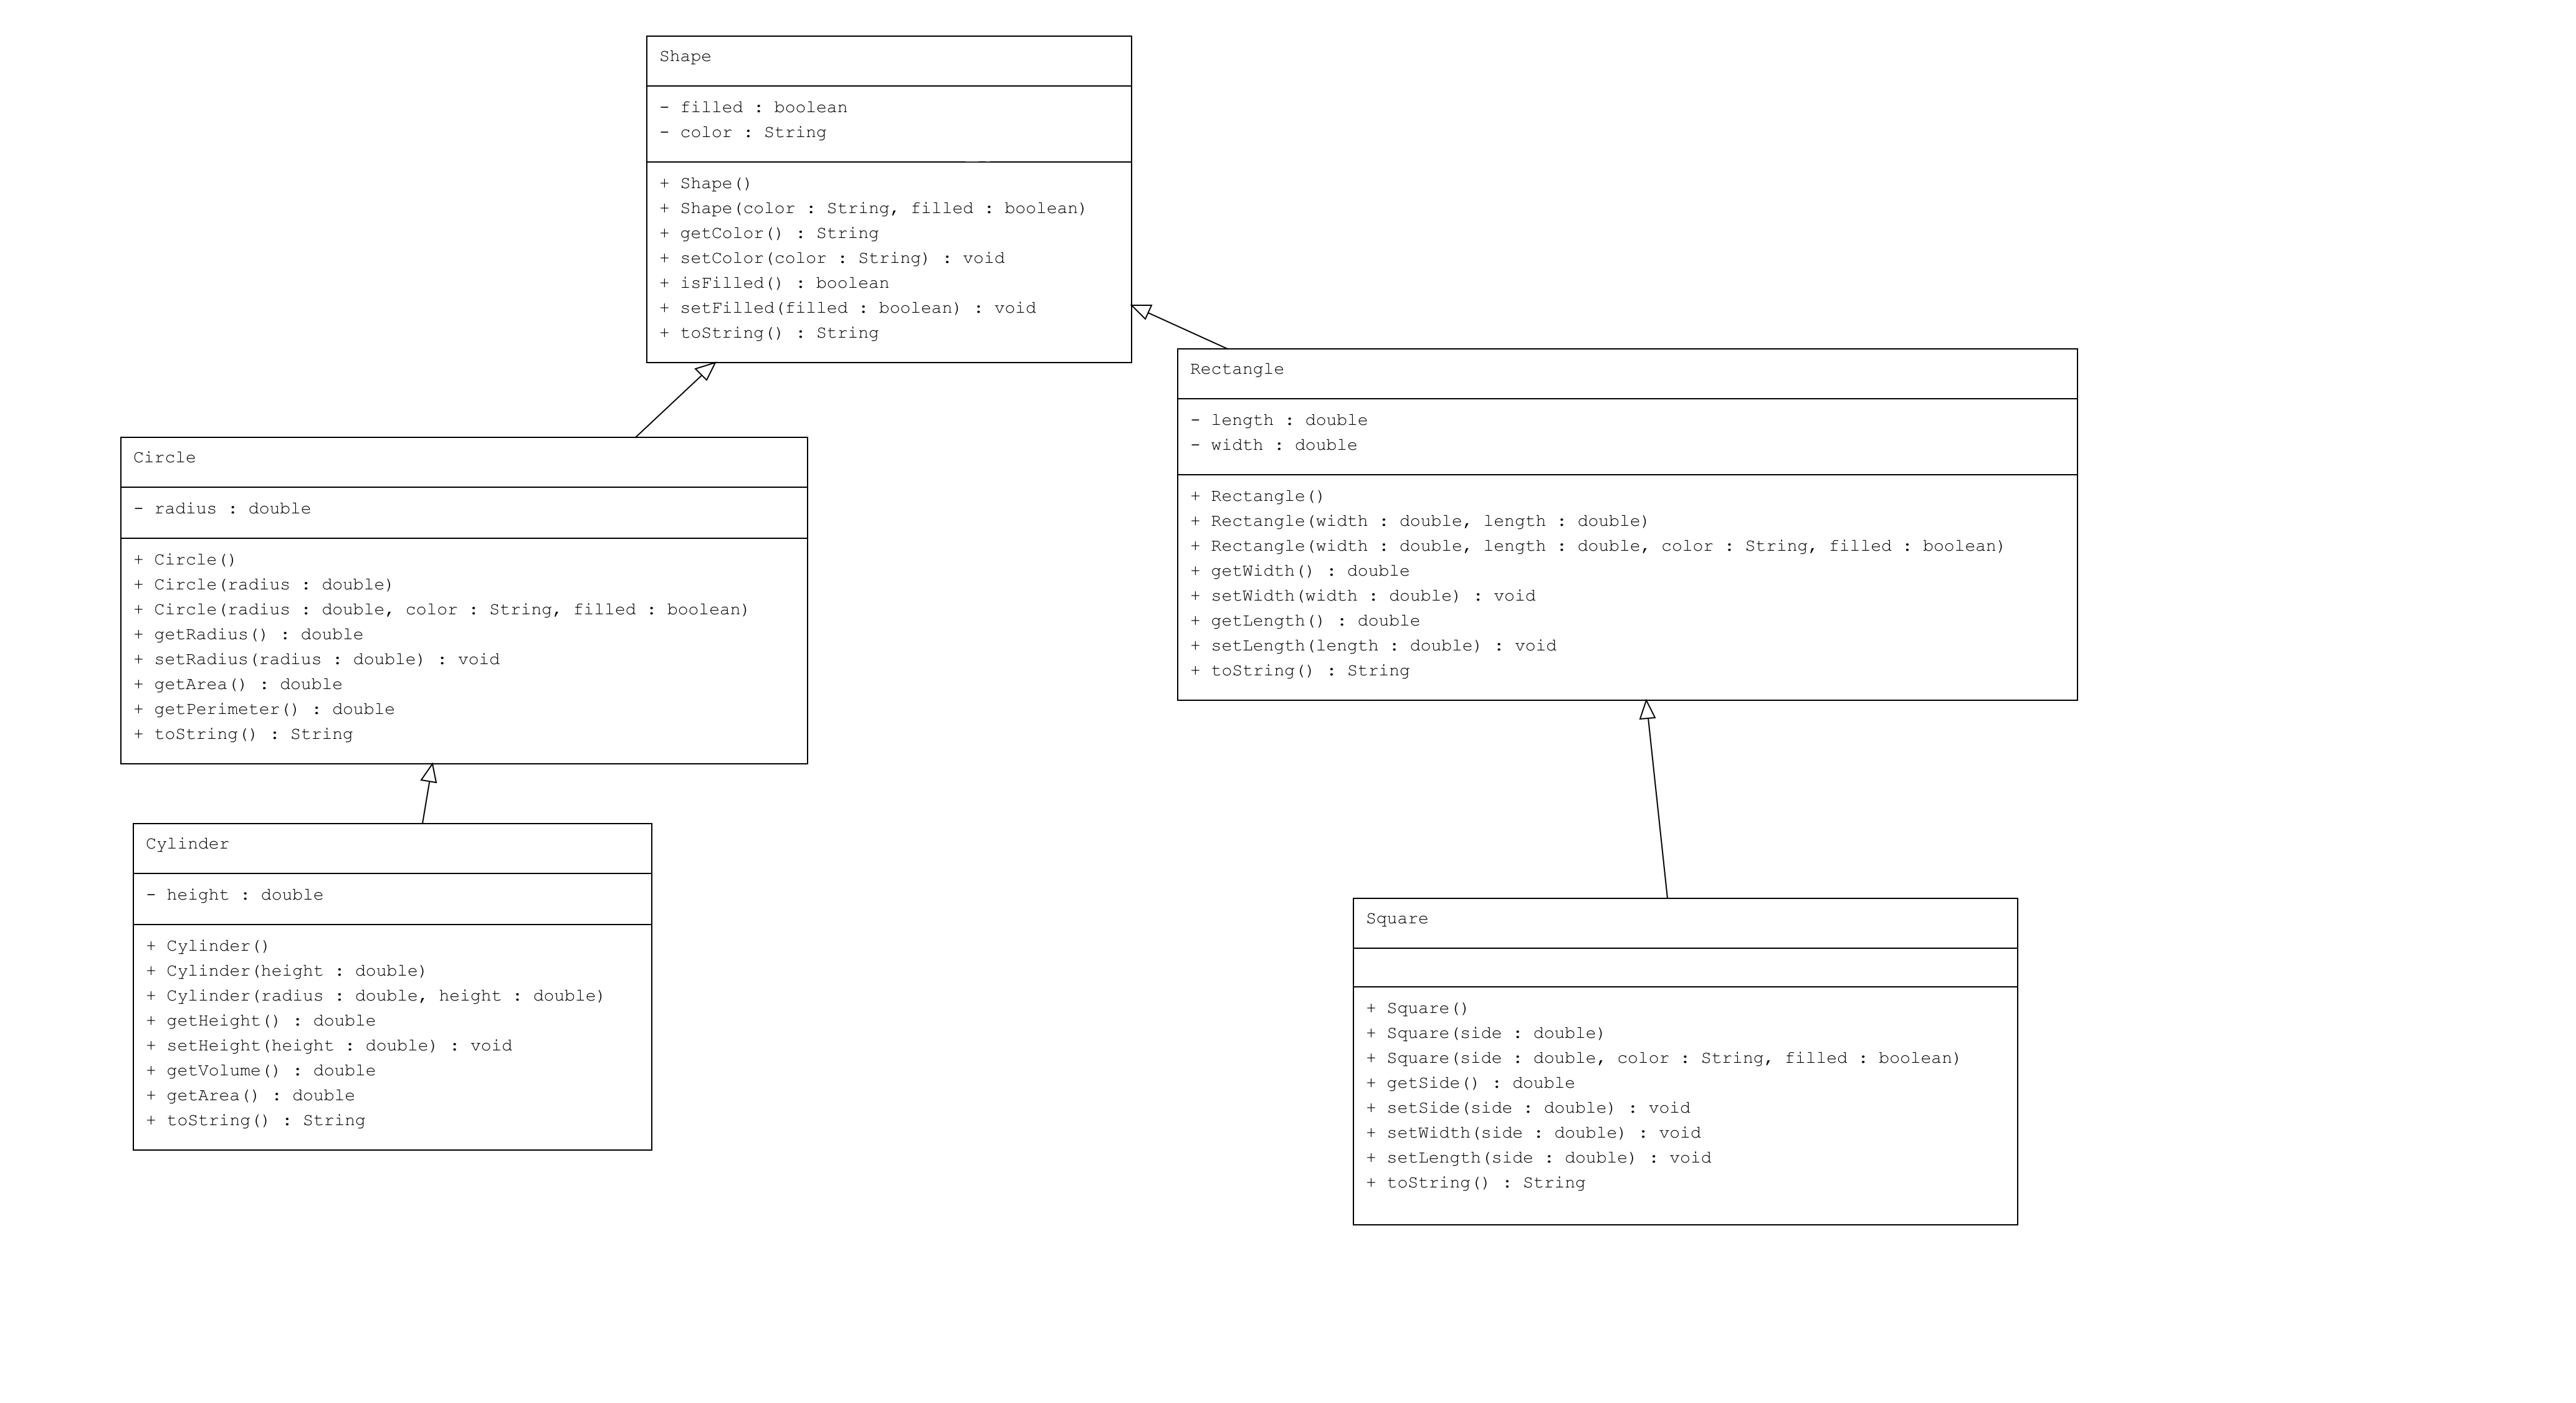 Shape
- filled : boolean
- color : String
+ Shape()
+ Shape(color : String, filled : boolean)
+ getColor() : String
+ setColor(color : String) : void
+ isFilled() : boolean
+ setFilled(filled : boolean) : void
+ toString() : String
Rectangle
- length : double
- width : double
+ Rectangle()
+ Rectangle(width : double, length : double)
+ Rectangle(width : double, length : double, color : String, filled : boolean)
+ getWidth() : double
+ setWidth(width : double) : void
+ getLength() : double
+ setLength(length : double) : void
+ toString() : String
Circle
- radius : double
+ Circle()
+ Circle(radius : double)
+ Circle(radius : double, color : String, filled : boolean)
+ getRadius() : double
+ setRadius(radius : double) : void
+ getArea() : double
+ getPerimeter() : double
+ toString() : String
Cylinder
- height : double
+ Cylinder()
+ Cylinder(height : double)
+ Cylinder(radius : double, height : double)
+ getHeight() : double
+ setHeight(height : double) : void
+ getVolume() : double
+ getArea() : double
+ toString() : String
Square
+ Square()
+ Square(side : double)
+ Square(side : double, color : String, filled : boolean)
+ getSide() : double
+ setSide(side : double) : void
+ setWidth(side : double) : void
+ setLength(side : double) : void
+ toString() : String